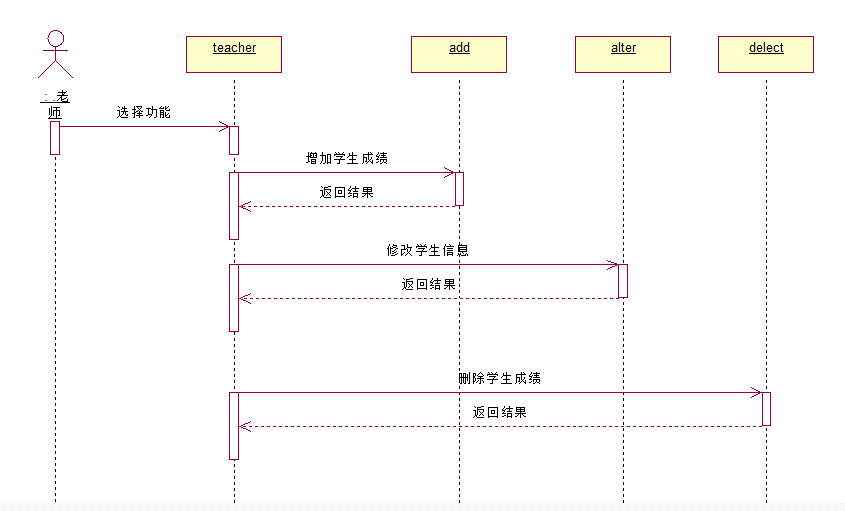 teacher
add
alter
delect
: .老
师
选择功能
增加学生成绩
返回结果
修改学生信息
返回结果
删除学生成绩
返回结果